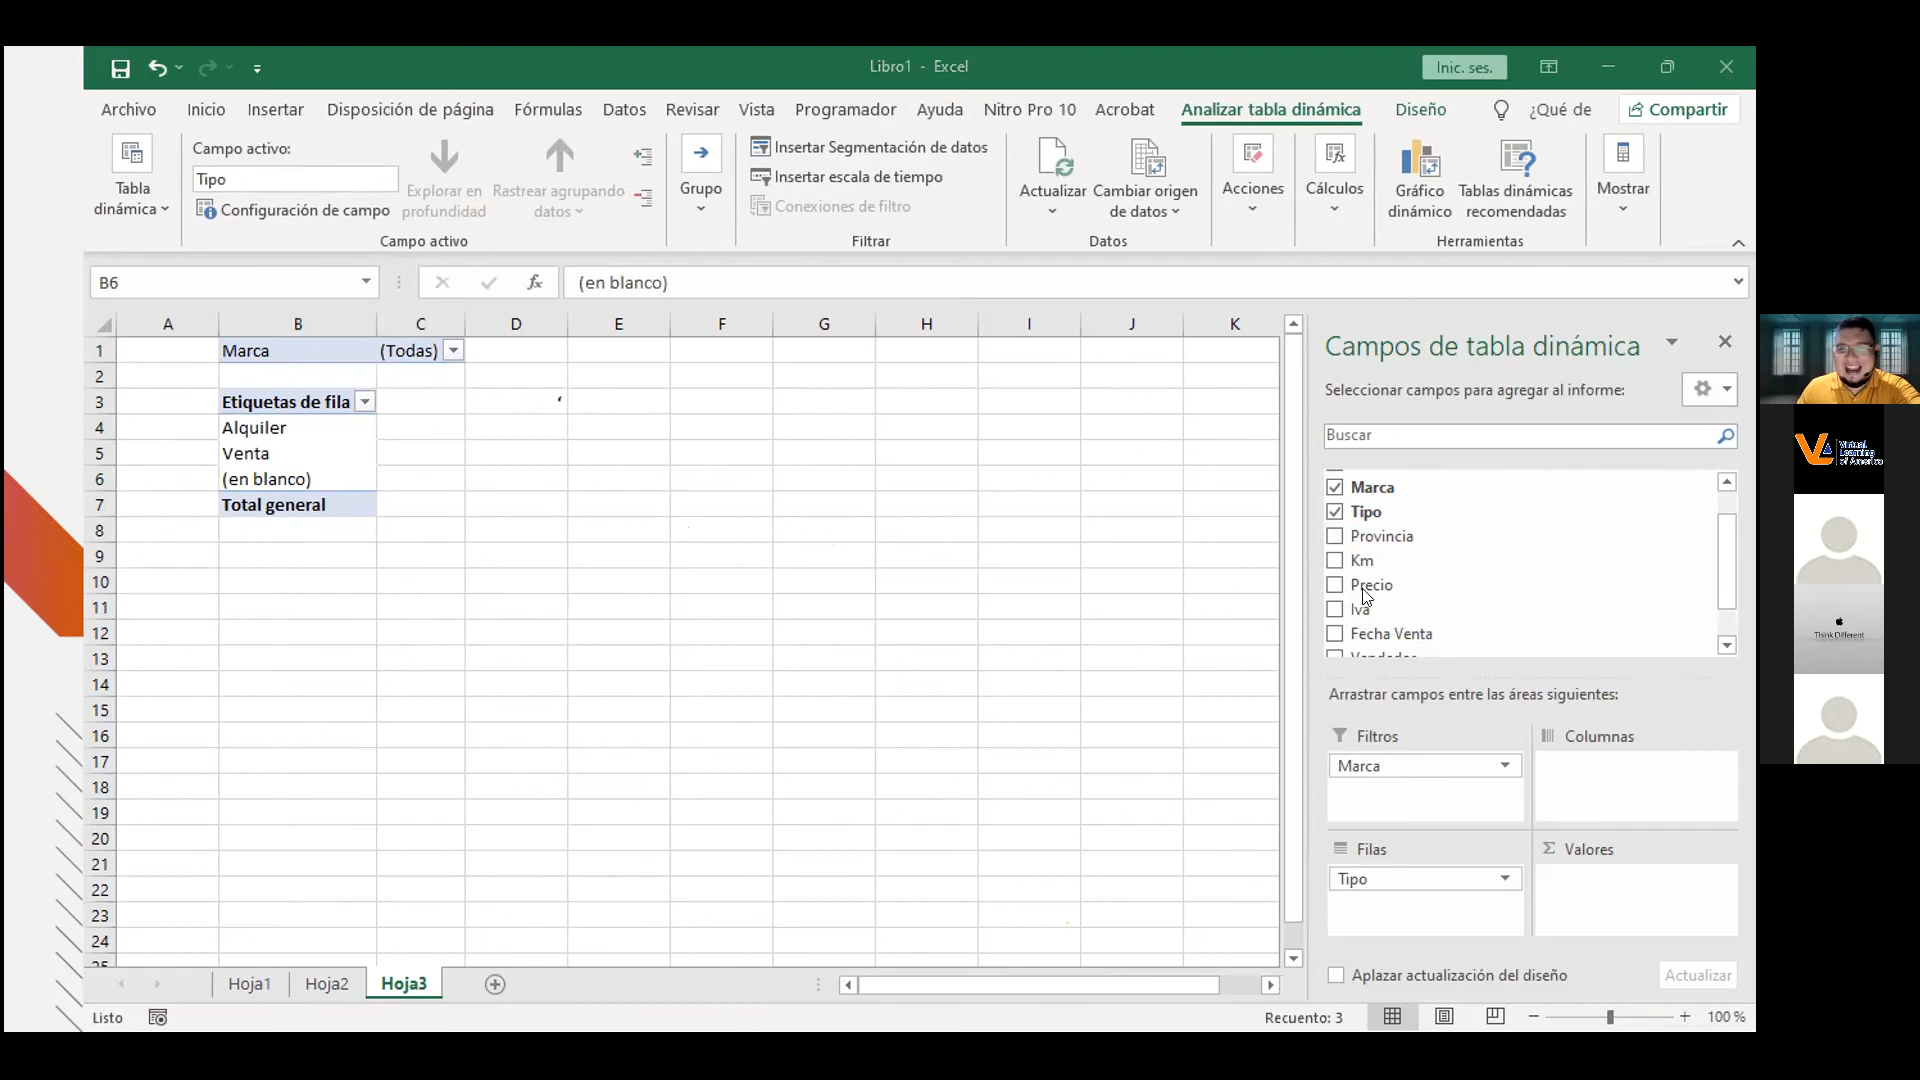 Libro1 - Excel
Inic. ses.
Archivo Inicio Insertar Disposición de página Fórmulas Datos Revisar Vista Programador Ayuda Nitro Pro 10 Acrobat Analizar tabla dinámica Diseño ¿Qué de Compartir
Tabla dinámica
Campo activo:
Tipo
Configuración de campo
Explorar en profundidad
Rastrear agrupando datos
Campo activo
Grupo
Insertar Segmentación de datos
Insertar escala de tiempo
Conexiones de filtro
Filtrar
Actualizar
Cambiar origen de datos
Datos
Acciones
Cálculos
Gráfico dinámico
Tablas dinámicas recomendadas
Herramientas
Mostrar
B6
fx
(en blanco)
A B C D E F G H I J K
1 Marca (Todas)
2
3 Etiquetas de fila ‘
4 Alquiler
5 Venta
6 (en blanco)
7 Total general
8
9
10
11
12
13
14
15
16
17
18
19
20
21
22
23
24
25
Campos de tabla dinámica
Seleccionar campos para agregar al informe:
Buscar
Marca
Tipo
Provincia
Km
Precio
Iva
Fecha Venta
Arrastrar campos entre las áreas siguientes:
Filtros
Marca
Columnas
Filas
Tipo
Σ Valores
Aplazar actualización del diseño
Actualizar
Hoja1 Hoja2 Hoja3
Listo
Recuento: 3
100 %
Virtual
Learning
of America
Think Different